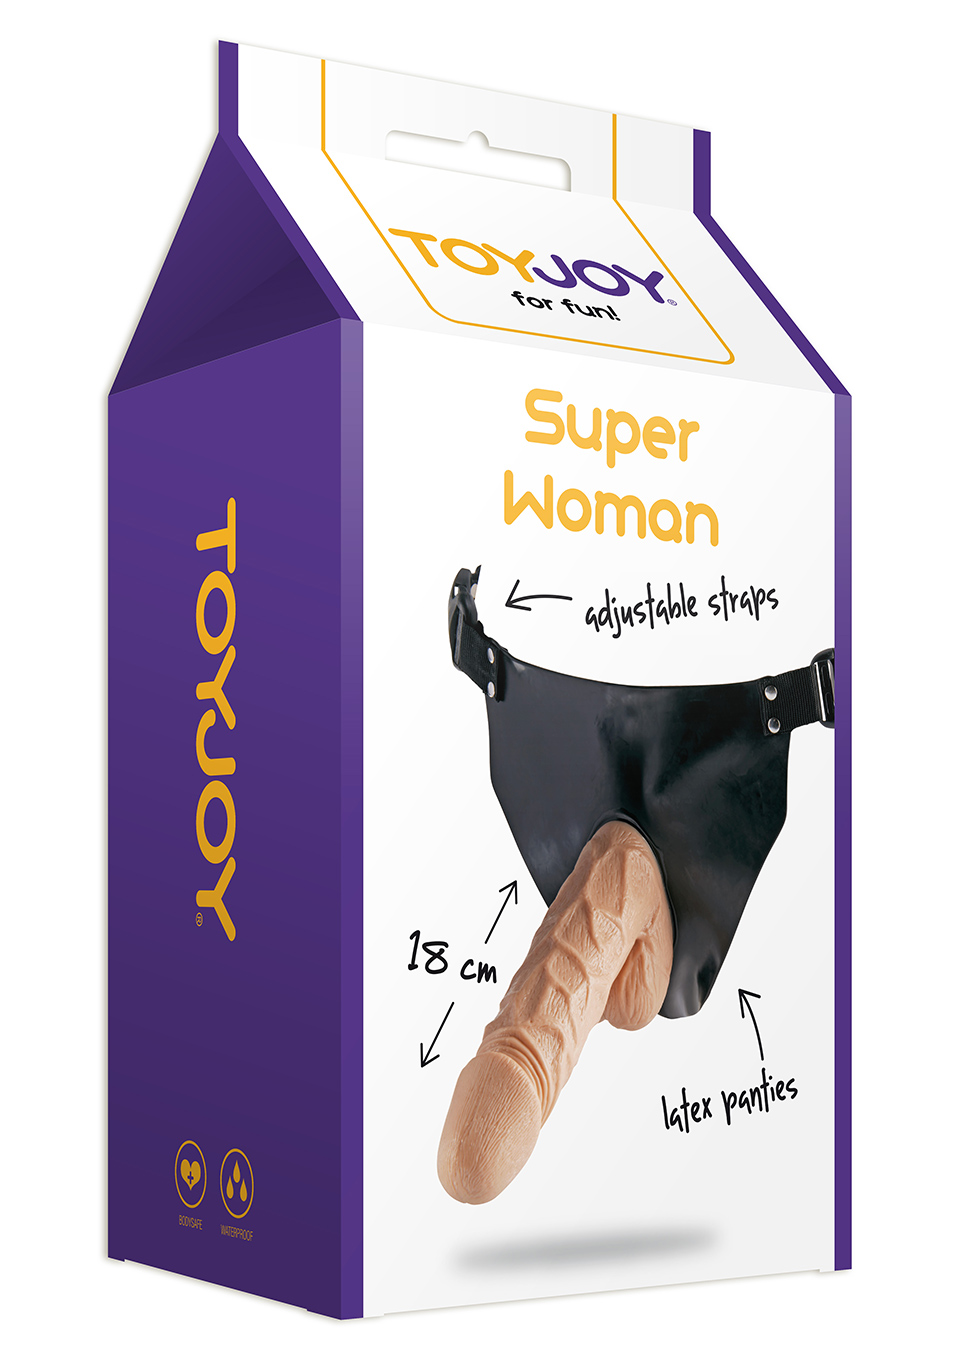 TOYJOY®
for fun!
Super
Woman
adjustable straps
18 cm
latex panties
TOYJOY®
BODYSAFE
WATERPROOF